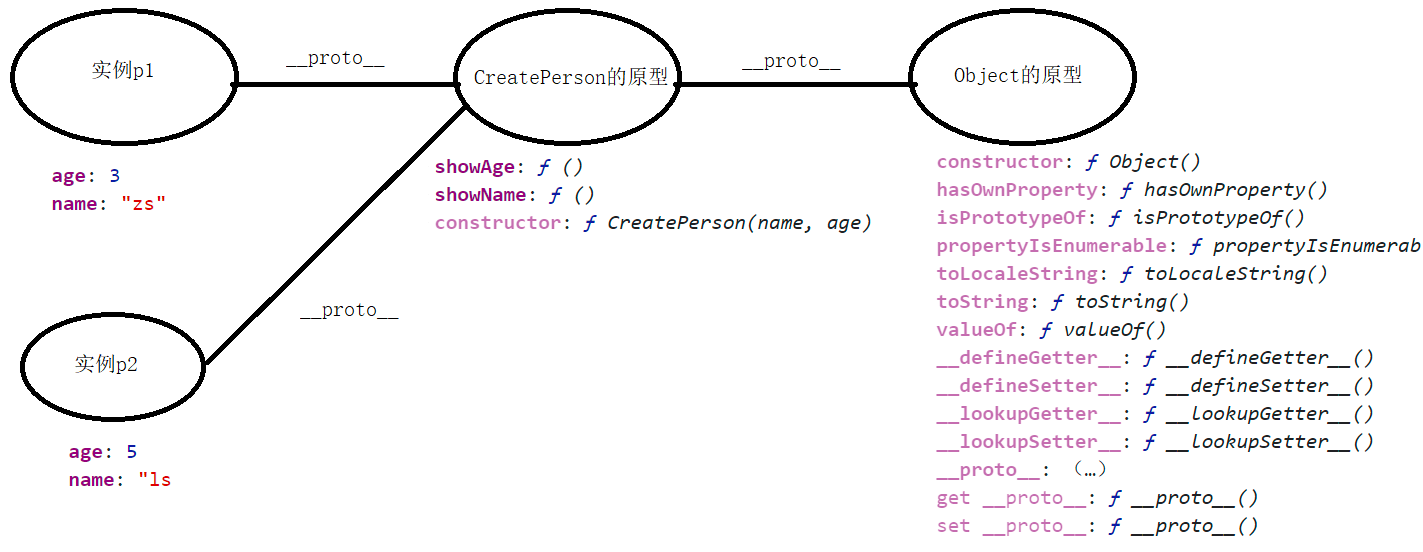 实例p1
__proto__
CreatePerson的原型
__proto__
Object的原型
age: 3
name: "zs"
showAge: ƒ ()
showName: ƒ ()
constructor: ƒ CreatePerson(name, age)
constructor: ƒ Object()
hasOwnProperty: ƒ hasOwnProperty()
isPrototypeOf: ƒ isPrototypeOf()
propertyIsEnumerable: ƒ propertyIsEnumerab
toLocaleString: ƒ toLocaleString()
toString: ƒ toString()
valueOf: ƒ valueOf()
__defineGetter__: ƒ __defineGetter__()
__defineSetter__: ƒ __defineSetter__()
__lookupGetter__: ƒ __lookupGetter__()
__lookupSetter__: ƒ __lookupSetter__()
__proto__: （…）
get __proto__: ƒ __proto__()
set __proto__: ƒ __proto__()
__proto__
实例p2
age: 5
name: "ls